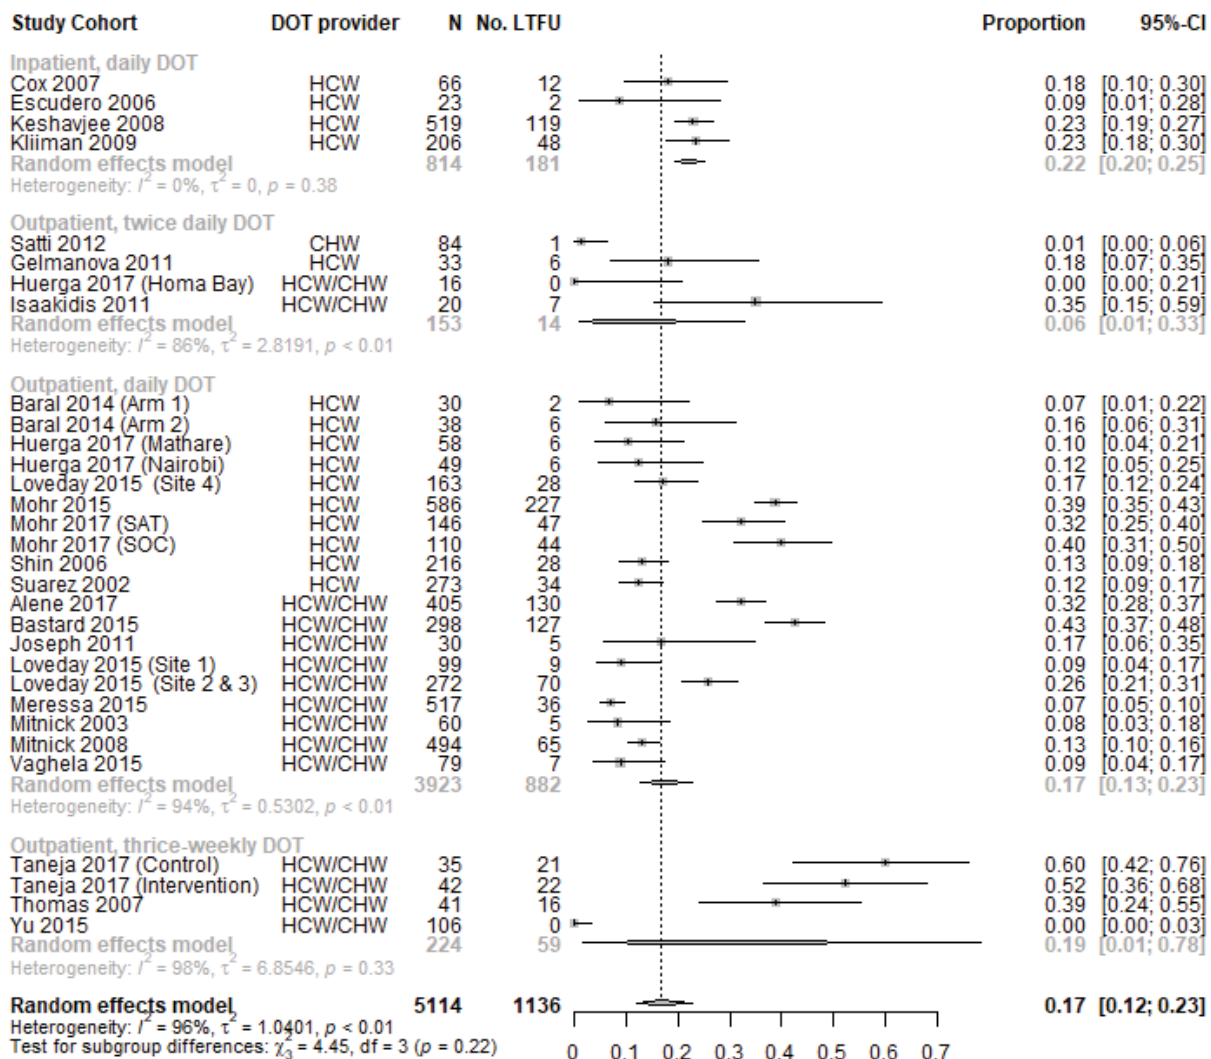 Study Cohort DOT provider N No. LTFU Proportion 95%-CI
Inpatient, daily DOT
Cox 2007 HCW 66 12 0.18 [0.10; 0.30]
Escudero 2006 HCW 23 2 0.09 [0.01; 0.28]
Keshavjee 2008 HCW 519 119 0.23 [0.19; 0.27]
Kliiman 2009 HCW 206 48 0.23 [0.18; 0.30]
Random effects model 814 181 0.22 [0.20; 0.25]
Heterogeneity: I² = 0%, τ² = 0, p = 0.38
Outpatient, twice daily DOT
Satti 2012 CHW 84 1 0.01 [0.00; 0.06]
Gelmanova 2011 HCW 33 6 0.18 [0.07; 0.35]
Huerga 2017 (Homa Bay) HCW/CHW 16 0 0.00 [0.00; 0.21]
Isaakidis 2011 HCW/CHW 20 7 0.35 [0.15; 0.59]
Random effects model 153 14 0.06 [0.01; 0.33]
Heterogeneity: I² = 86%, τ² = 2.8191, p < 0.01
Outpatient, daily DOT
Baral 2014 (Arm 1) HCW 30 2 0.07 [0.01; 0.22]
Baral 2014 (Arm 2) HCW 38 6 0.16 [0.06; 0.31]
Huerga 2017 (Mathare) HCW 58 6 0.10 [0.04; 0.21]
Huerga 2017 (Nairobi) HCW 49 6 0.12 [0.05; 0.25]
Loveday 2015 (Site 4) HCW 163 28 0.17 [0.12; 0.24]
Mohr 2015 HCW 586 227 0.39 [0.35; 0.43]
Mohr 2017 (SAT) HCW 146 47 0.32 [0.25; 0.40]
Mohr 2017 (SOC) HCW 110 44 0.40 [0.31; 0.50]
Shin 2006 HCW 216 28 0.13 [0.09; 0.18]
Suarez 2002 HCW 273 34 0.12 [0.09; 0.17]
Alene 2017 HCW/CHW 405 130 0.32 [0.28; 0.37]
Bastard 2015 HCW/CHW 298 127 0.43 [0.37; 0.48]
Joseph 2011 HCW/CHW 30 5 0.17 [0.06; 0.35]
Loveday 2015 (Site 1) HCW/CHW 99 9 0.09 [0.04; 0.17]
Loveday 2015 (Site 2 & 3) HCW/CHW 272 70 0.26 [0.21; 0.31]
Meressa 2015 HCW/CHW 517 36 0.07 [0.05; 0.10]
Mitnick 2003 HCW/CHW 60 5 0.08 [0.03; 0.18]
Mitnick 2008 HCW/CHW 494 65 0.13 [0.10; 0.16]
Vaghela 2015 HCW/CHW 79 7 0.09 [0.04; 0.17]
Random effects model 3923 882 0.17 [0.13; 0.23]
Heterogeneity: I² = 94%, τ² = 0.5302, p < 0.01
Outpatient, thrice-weekly DOT
Taneja 2017 (Control) HCW/CHW 35 21 0.60 [0.42; 0.76]
Taneja 2017 (Intervention) HCW/CHW 42 22 0.52 [0.36; 0.68]
Thomas 2007 HCW/CHW 41 16 0.39 [0.24; 0.55]
Yu 2015 HCW/CHW 106 0 0.00 [0.00; 0.03]
Random effects model 224 59 0.19 [0.01; 0.78]
Heterogeneity: I² = 98%, τ² = 6.8546, p = 0.33
Random effects model 5114 1136 0.17 [0.12; 0.23]
Heterogeneity: I² = 96%, τ² = 1.0401, p < 0.01
Test for subgroup differences: χ²₃ = 4.45, df = 3 (p = 0.22)
0 0.1 0.2 0.3 0.4 0.5 0.6 0.7